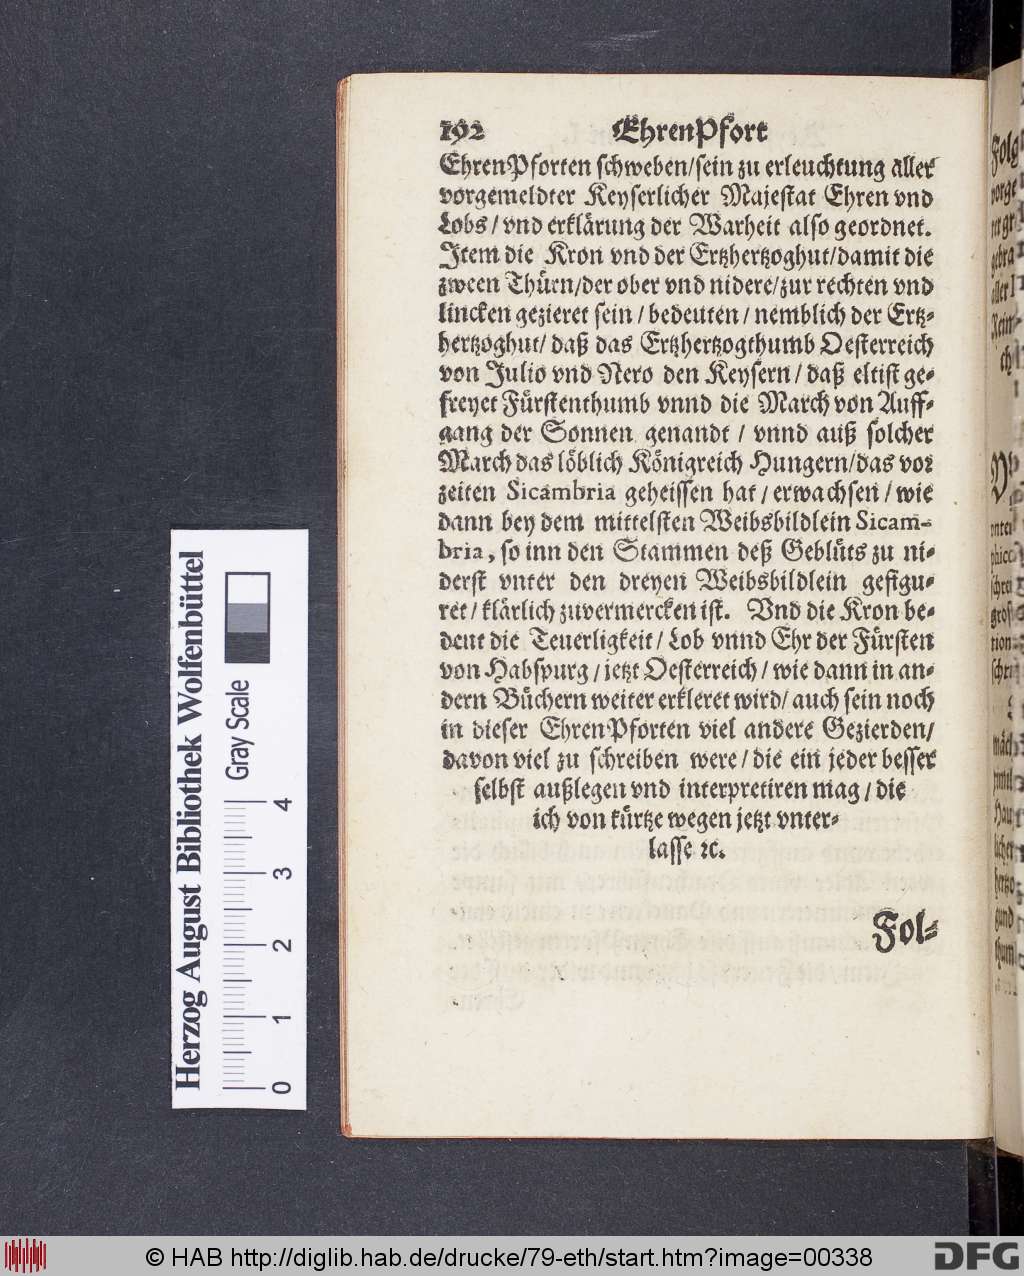 192 EhrenPfort
EhrenPforten schweben/sein zu erleuchtung aller
vorgemeldter Keyserlicher Majestat Ehren vnd
Lobs / vnd erklärung der Warheit also geordnet.
Item die Kron vnd der Ertzhertzoghut/damit die
zween Thürn/der ober vnd nidere/zur rechten vnd
lincken gezieret sein / bedeuten / nemblich der Ertz-
hertzoghut/ daß das Ertzhertzogthumb Oesterreich
von Julio vnd Nero den Keysern / daß eltist ge-
freyet Fürstenthumb vnnd die March von Auff-
gang der Sonnen genandt / vnnd auß solcher
March das löblich Königreich Hungern/das vor
zeiten Sicambria geheissen hat / erwachsen / wie
dann bey dem mittelsten Weibsbildlein Sicam-
bria, so inn den Stammen deß Geblüts zu ni-
derst vnter den dreyen Weibsbildlein gefigu-
ret / klärlich zuvermercken ist. Vnd die Kron be-
deut die Teuerligkeit / Lob vnnd Ehr der Fürsten
von Habspurg / jetzt Oesterreich / wie dann in an-
dern Büchern weiter erkleret wird/ auch sein noch
in dieser EhrenPforten viel andere Gezierden/
davon viel zu schreiben were / die ein jeder besser
selbst außlegen vnd interpretiren mag / die
ich von kürtze wegen jetzt vnter-
lasse ꝛc.
Fol-
Herzog August Bibliothek Wolfenbüttel
Gray Scale
0 1 2 3 4
© HAB http://diglib.hab.de/drucke/79-eth/start.htm?image=00338
DFG